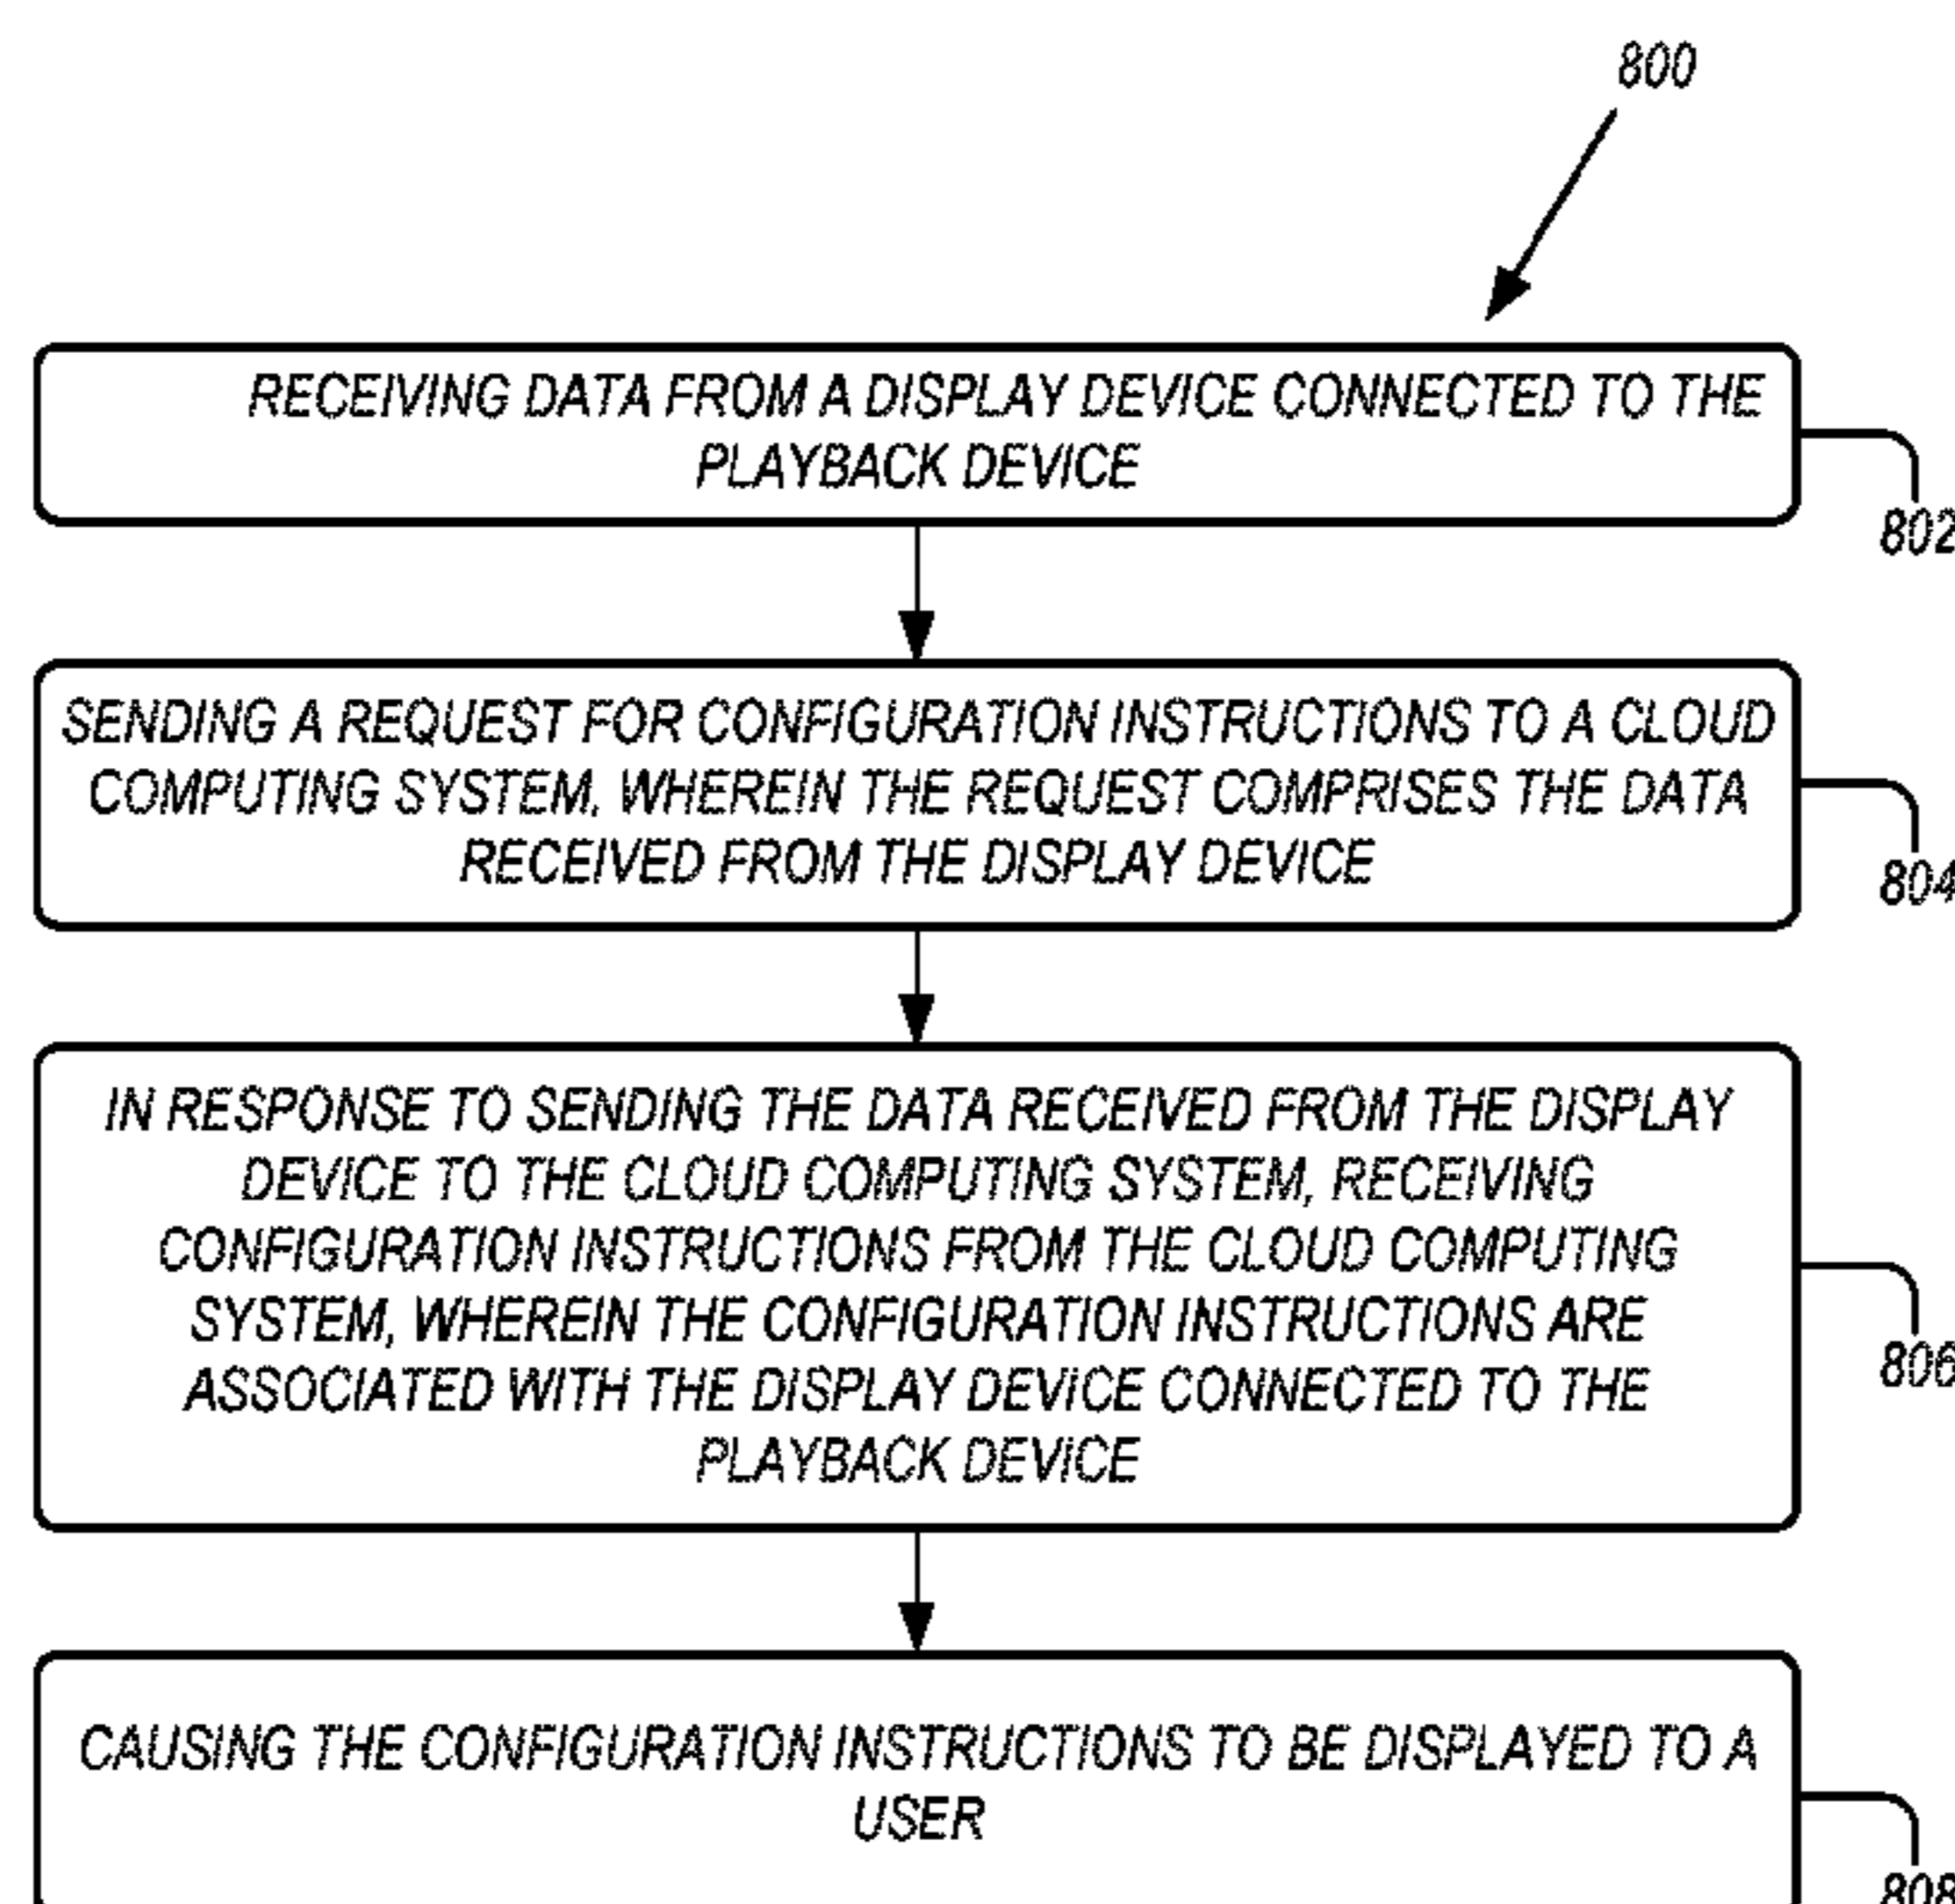 800
RECEIVING DATA FROM A DISPLAY DEVICE CONNECTED TO THE
PLAYBACK DEVICE
802
SENDING A REQUEST FOR CONFIGURATION INSTRUCTIONS TO A CLOUD
COMPUTING SYSTEM, WHEREIN THE REQUEST COMPRISES THE DATA
RECEIVED FROM THE DISPLAY DEVICE
804
IN RESPONSE TO SENDING THE DATA RECEIVED FROM THE DISPLAY
DEVICE TO THE CLOUD COMPUTING SYSTEM, RECEIVING
CONFIGURATION INSTRUCTIONS FROM THE CLOUD COMPUTING
SYSTEM, WHEREIN THE CONFIGURATION INSTRUCTIONS ARE
ASSOCIATED WITH THE DISPLAY DEVICE CONNECTED TO THE
PLAYBACK DEVICE
806
CAUSING THE CONFIGURATION INSTRUCTIONS TO BE DISPLAYED TO A
USER
808